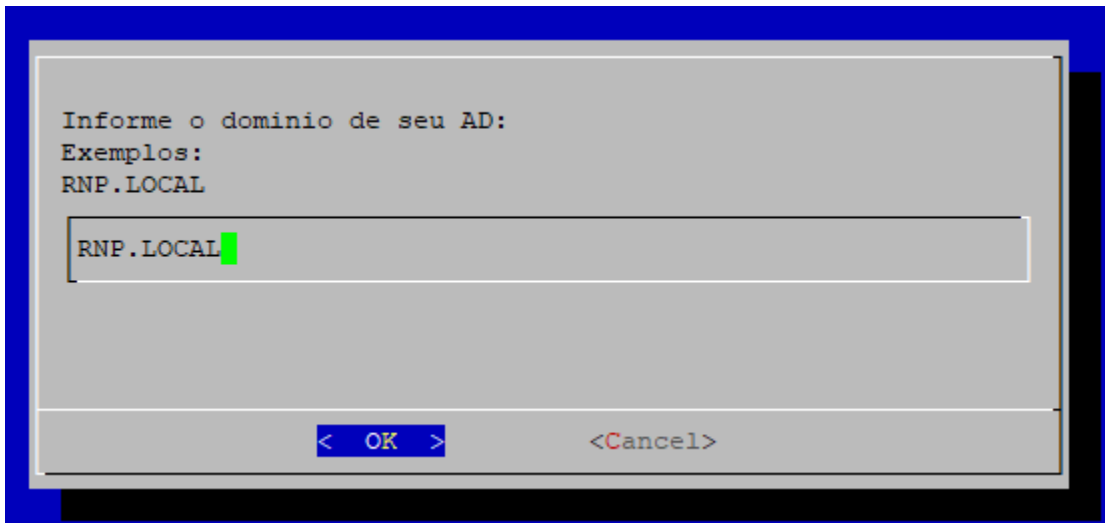 Informe o dominio de seu AD:
Exemplos:
RNP.LOCAL
RNP.LOCAL
< OK > <Cancel>